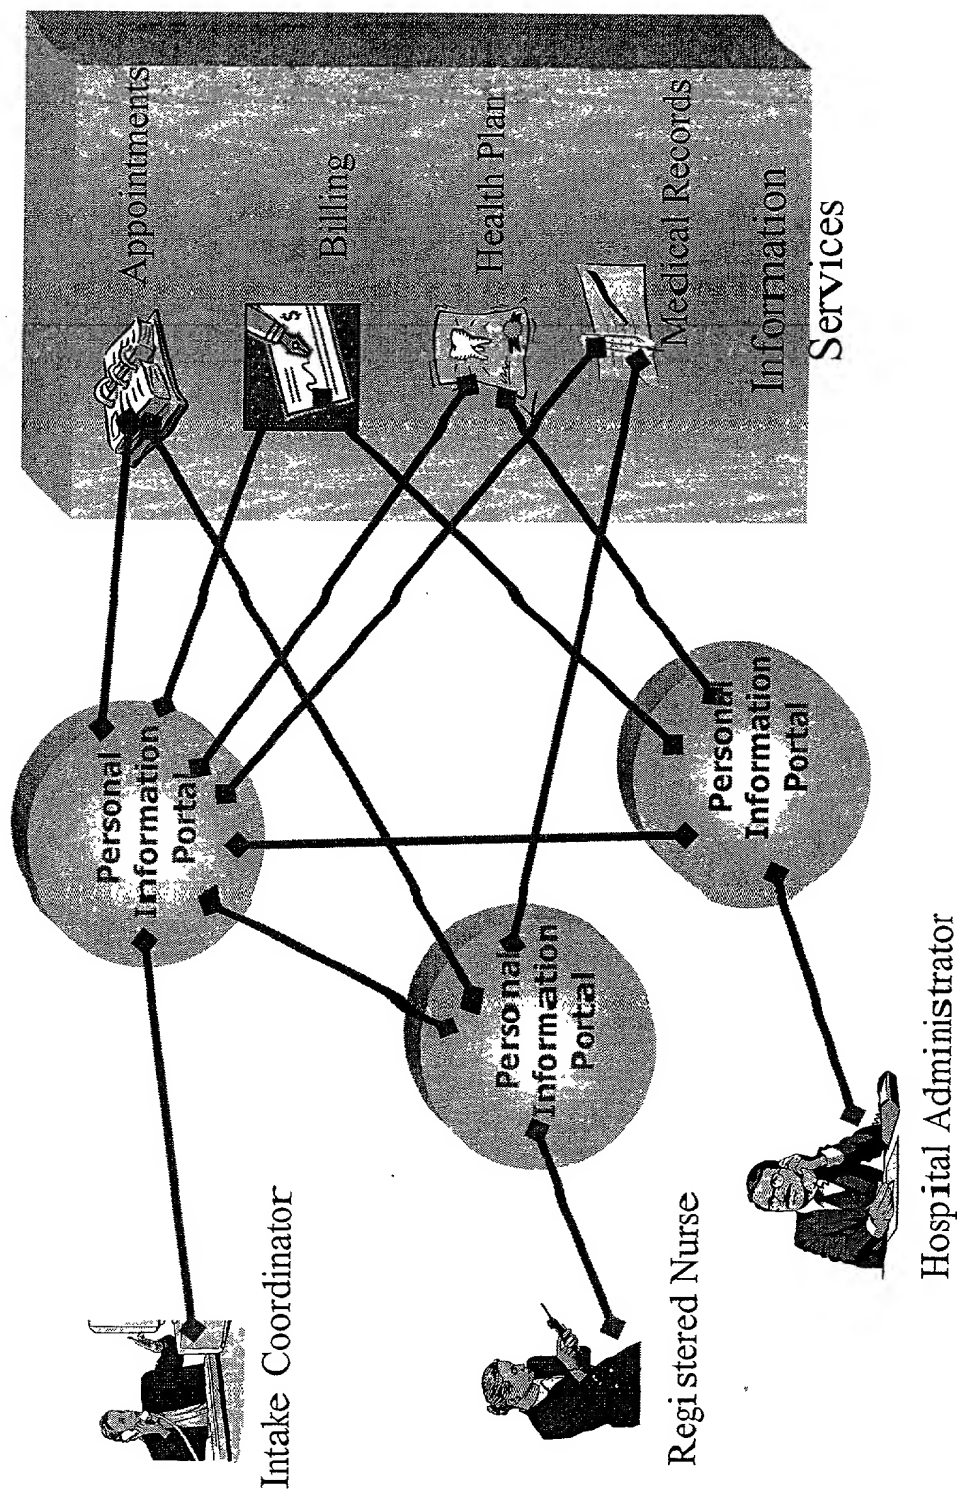 Intake Coordinator
Registered Nurse
Hospital Administrator
Personal
Information
Portal
Personal
Information
Portal
Personal
Information
Portal
Appointments
Billing
$
Health Plan
Medical Records
Information
Services